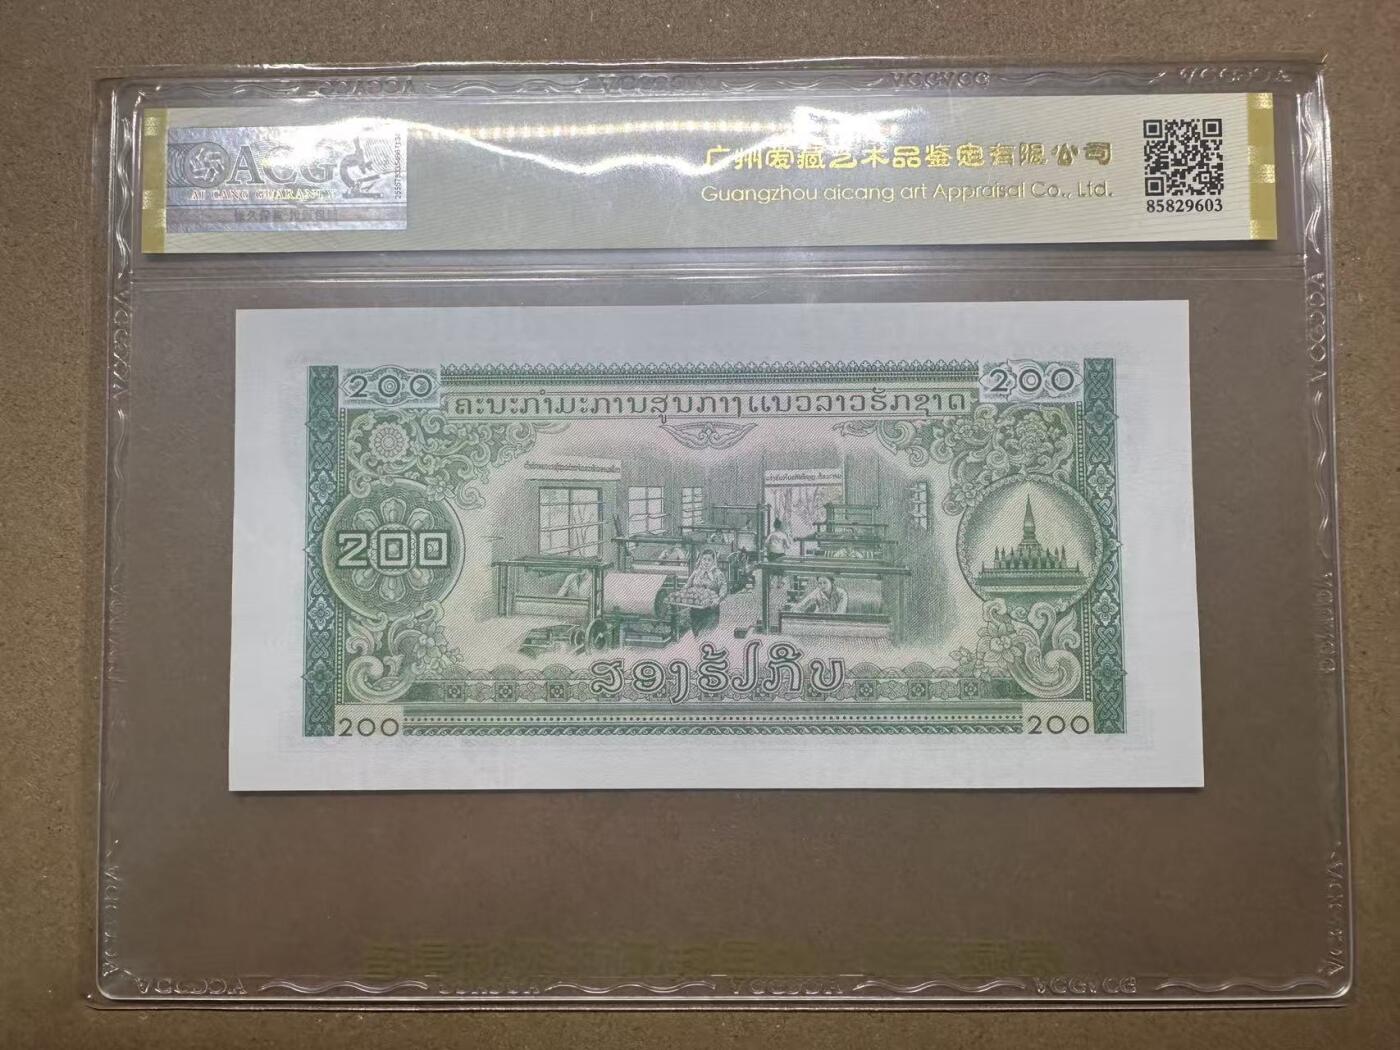 ACG
AI CANG GUARANTY
广州爱藏艺术品鉴定有限公司
Guangzhou aicang art Appraisal Co., Ltd.
85829603
200
200
ຄະນະກຳມະການສູນກາງແນວລາວຮັກຊາດ
200
ສອງຮ້ອຍກີບ
200
200